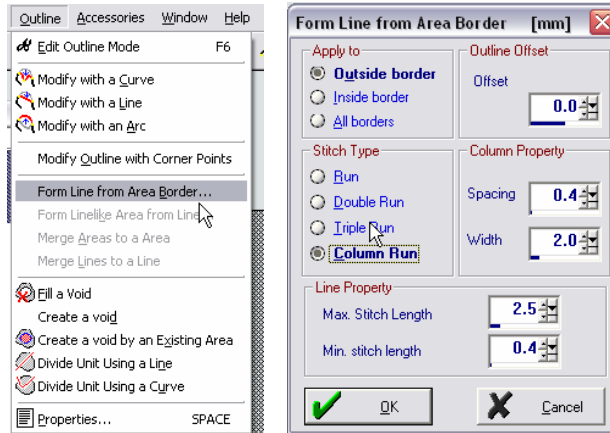 Outline Accessories Window Help
Edit Outline Mode F6
Modify with a Curve
Modify with a Line
Modify with an Arc
Modify Outline with Corner Points
Form Line from Area Border...
Form Linelike Area from Line
Merge Areas to a Area
Merge Lines to a Line
Fill a Void
Create a void
Create a void by an Existing Area
Divide Unit Using a Line
Divide Unit Using a Curve
Properties... SPACE
Form Line from Area Border [mm]
Apply to
Outside border
Inside border
All borders
Outline Offset
Offset
0.0
Stitch Type
Run
Double Run
Triple Run
Column Run
Column Property
Spacing 0.4
Width 2.0
Line Property
Max. Stitch Length 2.5
Min. stitch length 0.4
OK Cancel